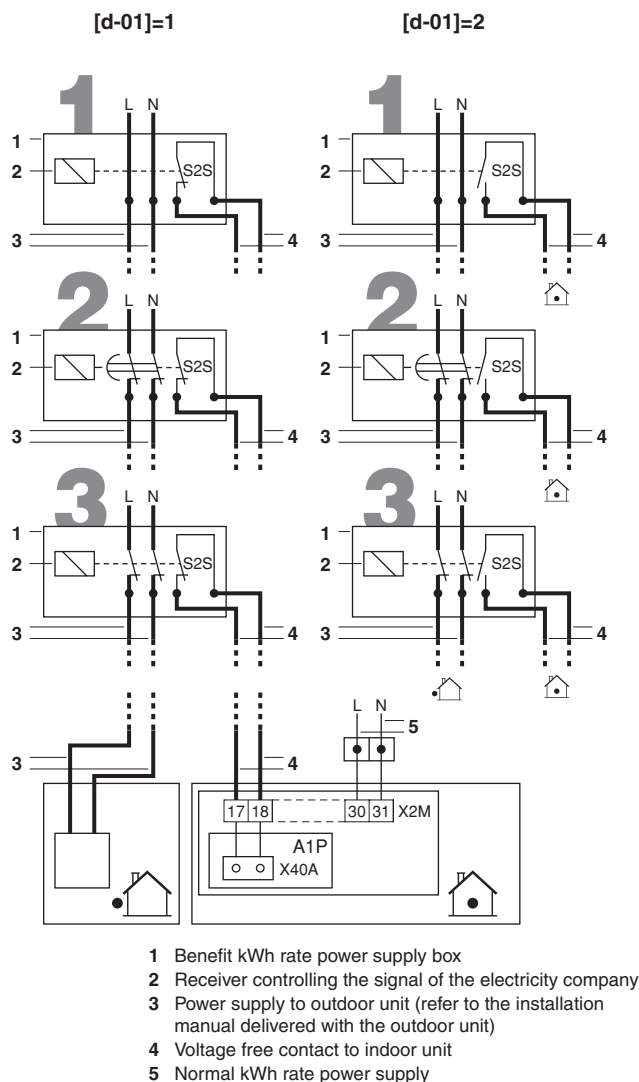 [d-01]=1 [d-01]=2
1 1
L N L N
1 1
2 S2S 2 S2S
3 4 3 4
2 2
L N L N
1 1
2 S2S 2 S2S
3 4 3 4
3 3
L N L N
1 1
2 S2S 2 S2S
3 4 3 4
L N
5
3 4
17 18 30 31 X2M
A1P
X40A
1 Benefit kWh rate power supply box
2 Receiver controlling the signal of the electricity company
3 Power supply to outdoor unit (refer to the installation
manual delivered with the outdoor unit)
4 Voltage free contact to indoor unit
5 Normal kWh rate power supply